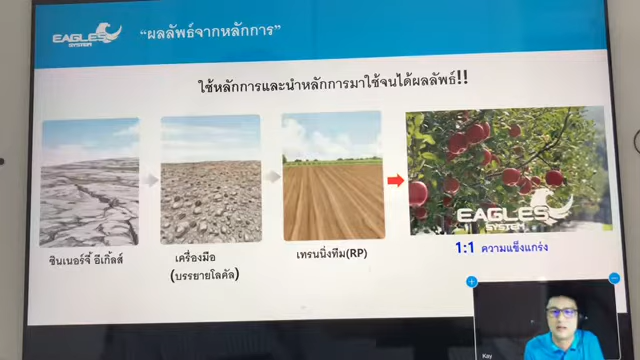 EAGLES
SYSTEM
“ผลลัพธ์จากหลักการ”
ใช้หลักการและนำหลักการมาใช้จนได้ผลลัพธ์!!
EAGLES
SYSTEM
ซินเนอร์จี้ อีเกิ้ลส์
เครื่องมือ
(บรรยายโลคัล)
เทรนนิ่งทีม(RP)
1:1 ความแข็งแกร่ง
Kay